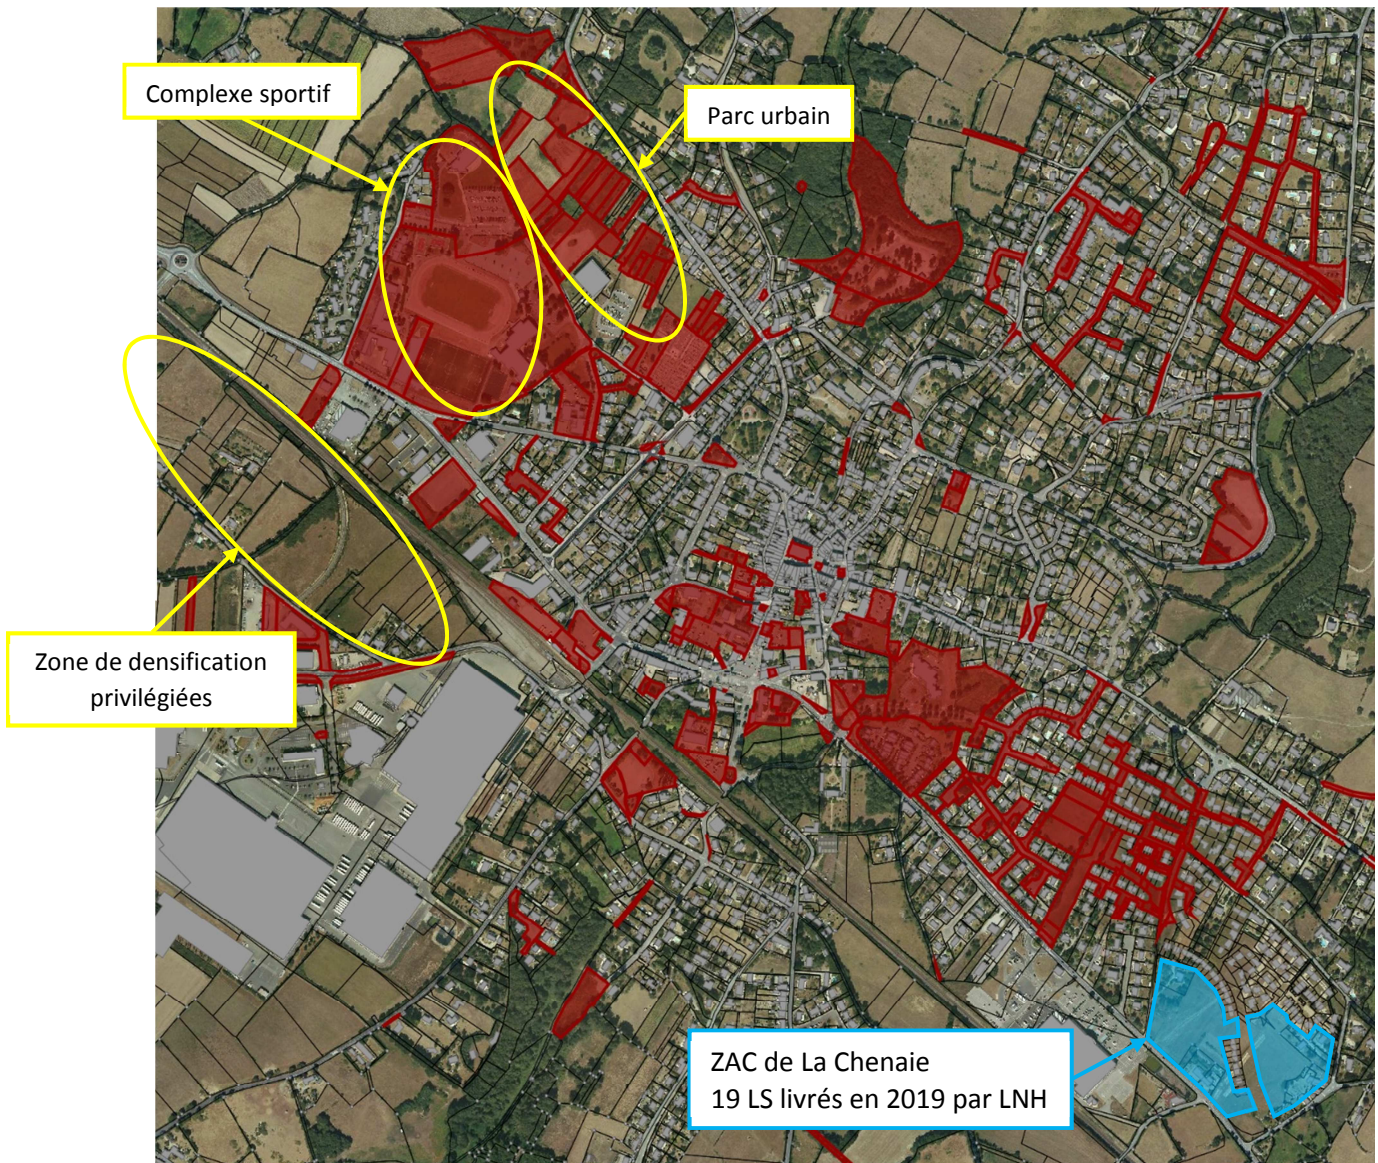 Complexe sportif
Parc urbain
Zone de densification
privilégiées
ZAC de La Chenaie
19 LS livrés en 2019 par LNH